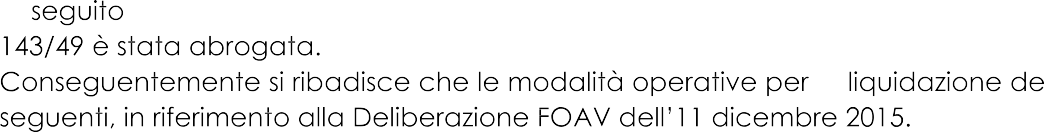 seguito
143/49 è stata abrogata.
Conseguentemente si ribadisce che le modalità operative per liquidazione de
seguenti, in riferimento alla Deliberazione FOAV dell'11 dicembre 2015.